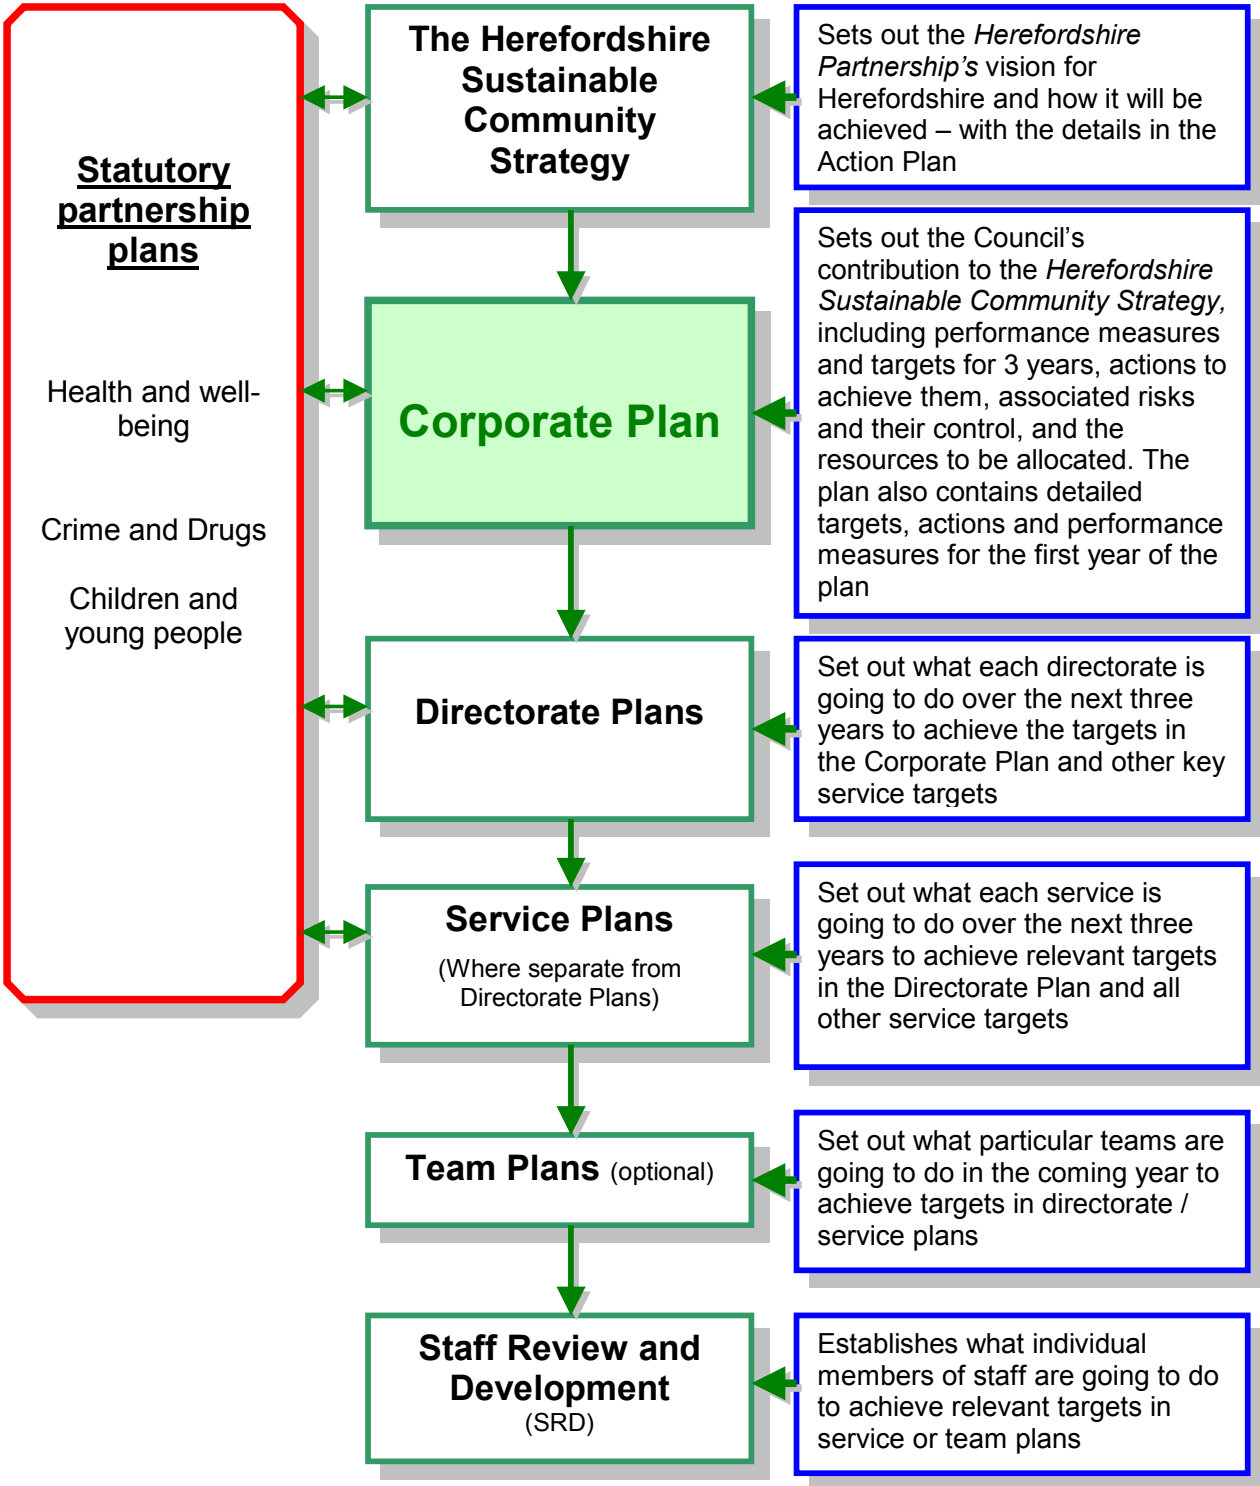 Statutory
partnership
plans
Health and well-
being
Crime and Drugs
Children and
young people
The Herefordshire
Sustainable
Community
Strategy
Sets out the Herefordshire
Partnership's vision for
Herefordshire and how it will be
achieved – with the details in the
Action Plan
Corporate Plan
Sets out the Council's
contribution to the Herefordshire
Sustainable Community Strategy,
including performance measures
and targets for 3 years, actions to
achieve them, associated risks
and their control, and the
resources to be allocated. The
plan also contains detailed
targets, actions and performance
measures for the first year of the
plan
Directorate Plans
Set out what each directorate is
going to do over the next three
years to achieve the targets in
the Corporate Plan and other key
service targets
Service Plans
(Where separate from
Directorate Plans)
Set out what each service is
going to do over the next three
years to achieve relevant targets
in the Directorate Plan and all
other service targets
Team Plans (optional)
Set out what particular teams are
going to do in the coming year to
achieve targets in directorate /
service plans
Staff Review and
Development
(SRD)
Establishes what individual
members of staff are going to do
to achieve relevant targets in
service or team plans